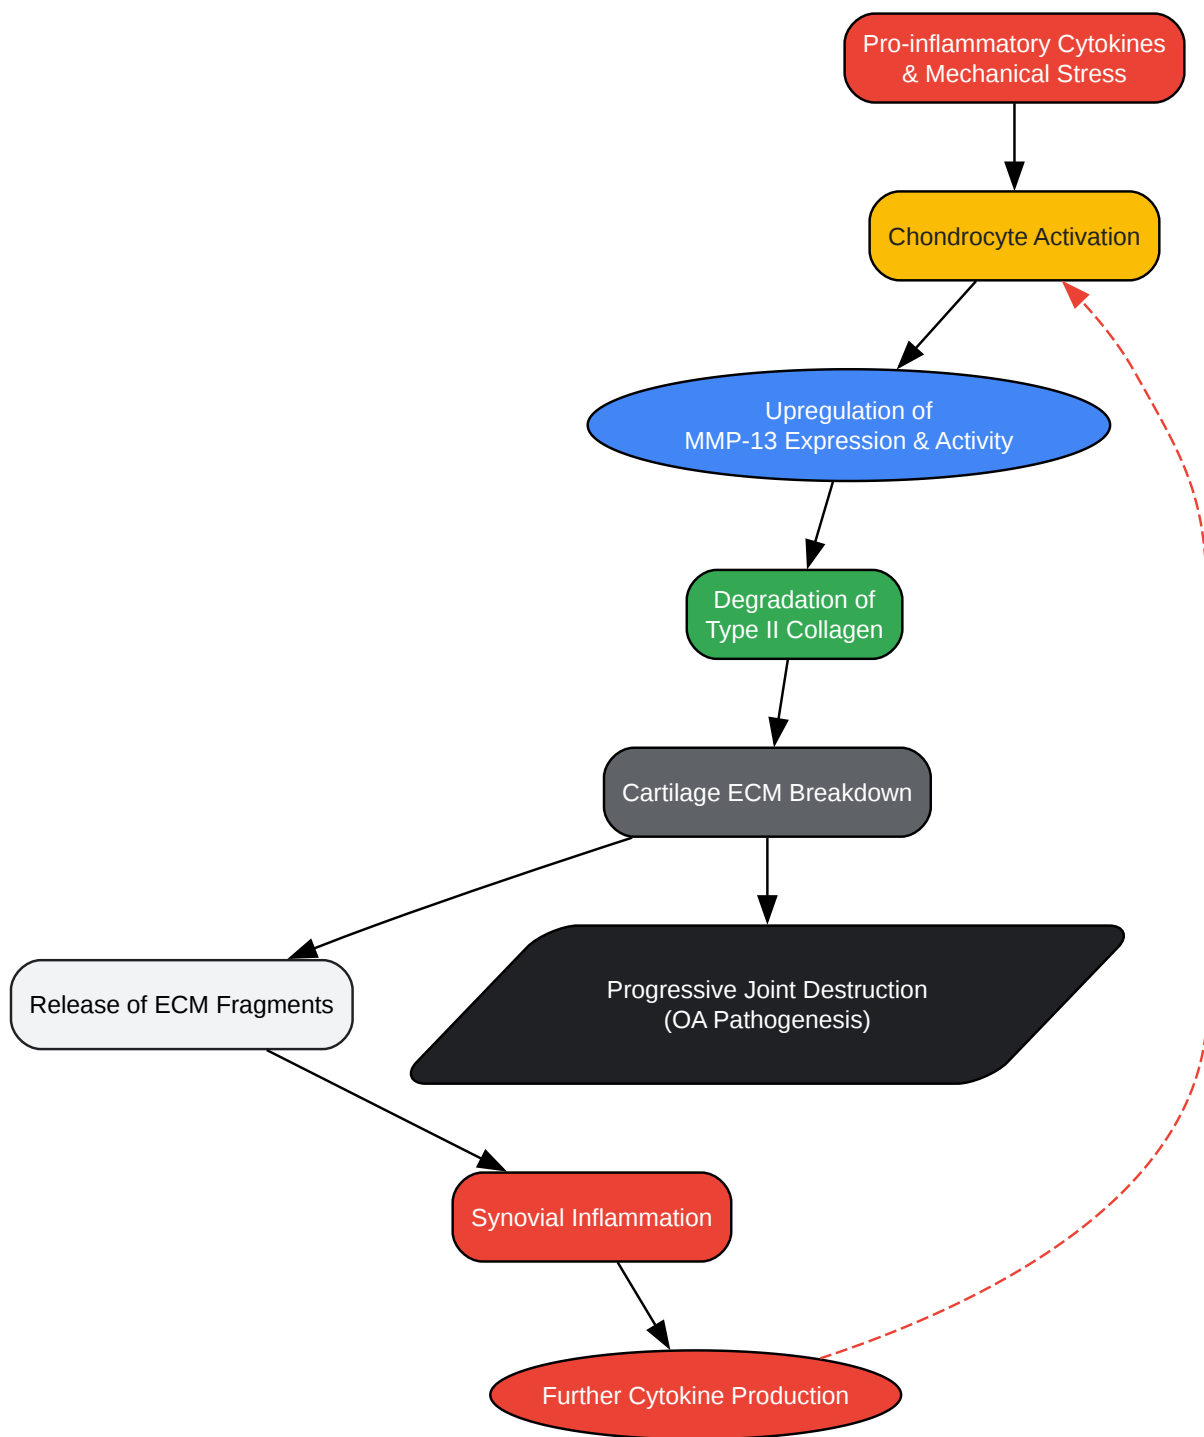 Pro-inflammatory Cytokines
& Mechanical Stress
Chondrocyte Activation
Upregulation of
MMP-13 Expression & Activity
Degradation of
Type II Collagen
Cartilage ECM Breakdown
Release of ECM Fragments
Progressive Joint Destruction
(OA Pathogenesis)
Synovial Inflammation
Further Cytokine Production